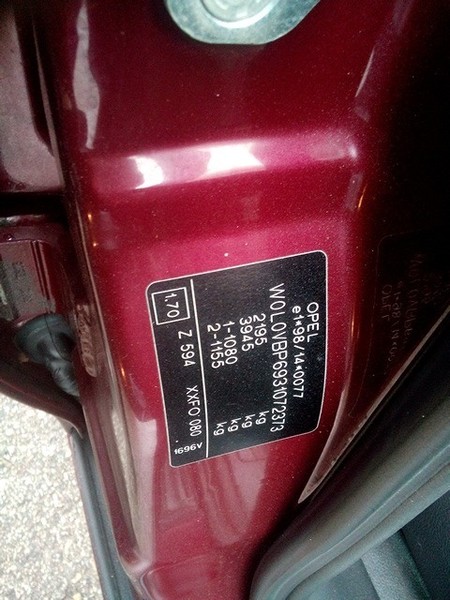 OPEL
e1*98/14*0077
W0L0VBP6931072373
2195 kg
3945 kg
1-1080 kg
2-1155 kg
1.70 Z 594 XXFO 080